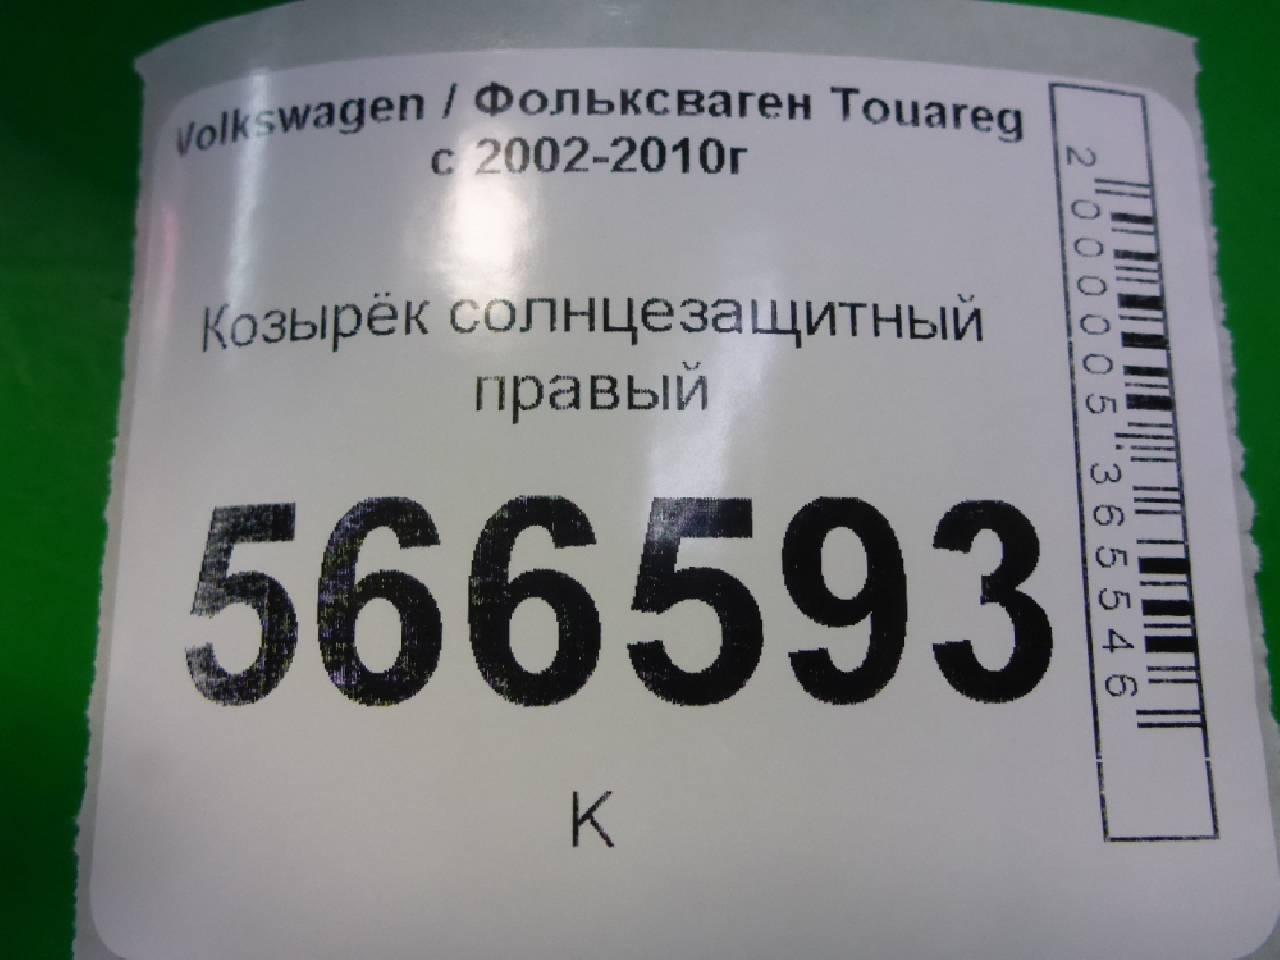 Volkswagen / Фольксваген Touareg
с 2002-2010г
Козырёк солнцезащитный
правый
566593
К
2000005365546